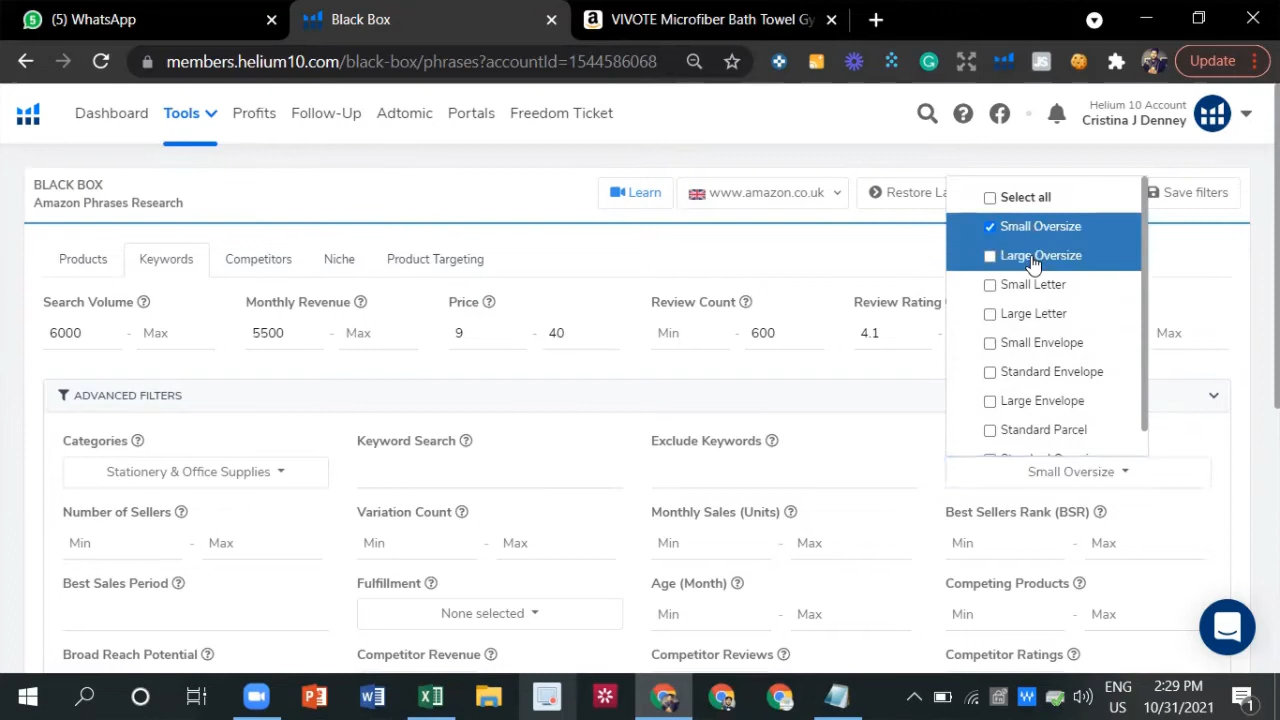 (5) WhatsApp
Black Box
VIVOTE Microfiber Bath Towel Gy
members.helium10.com/black-box/phrases?accountId=1544586068
JS
Update
Dashboard
Tools
Profits
Follow-Up
Adtomic
Portals
Freedom Ticket
Helium 10 Account
Cristina J Denney
BLACK BOX
Amazon Phrases Research
Learn
www.amazon.co.uk
Restore La
Save filters
Select all
Small Oversize
Large Oversize
Small Letter
Large Letter
Small Envelope
Standard Envelope
Large Envelope
Standard Parcel
Products
Keywords
Competitors
Niche
Product Targeting
Search Volume
Monthly Revenue
Price
Review Count
Review Rating
6000 - Max
5500 - Max
9 - 40
Min - 600
4.1 -
Max
ADVANCED FILTERS
Categories
Keyword Search
Exclude Keywords
Stationery & Office Supplies
Small Oversize
Number of Sellers
Variation Count
Monthly Sales (Units)
Best Sellers Rank (BSR)
Min - Max
Min - Max
Min - Max
Min - Max
Best Sales Period
Fulfillment
Age (Month)
Competing Products
None selected
Min - Max
Min - Max
Broad Reach Potential
Competitor Revenue
Competitor Reviews
Competitor Ratings
ENG
US
2:29 PM
10/31/2021
1